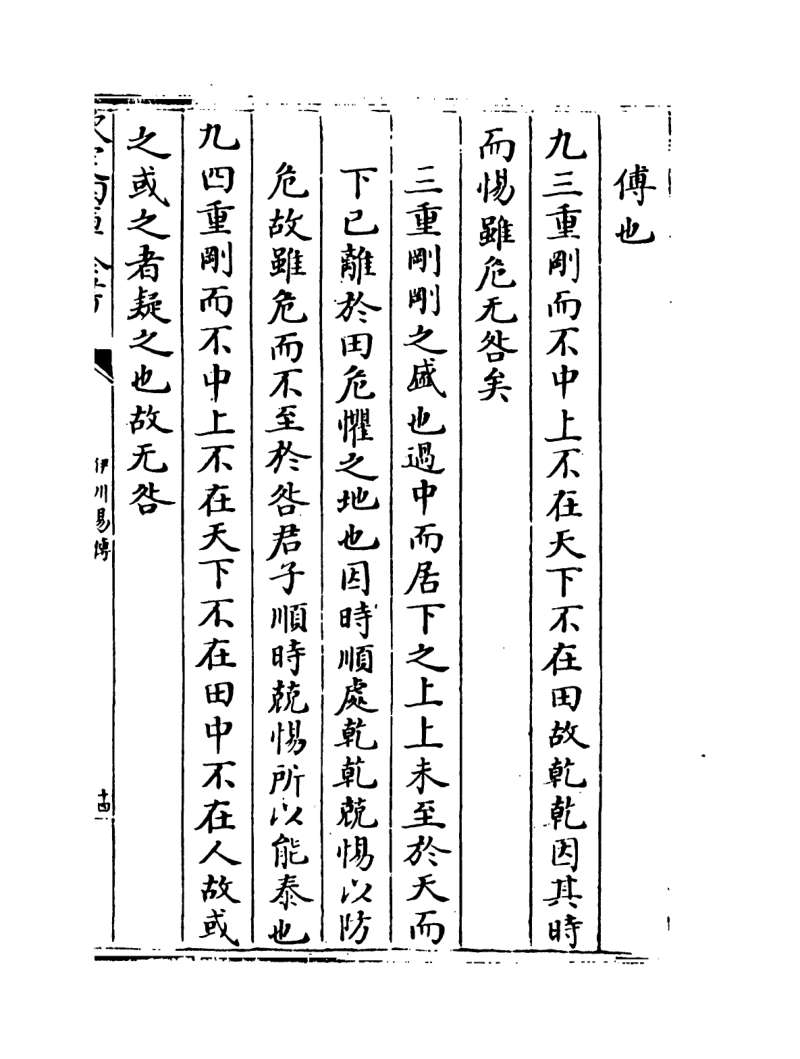 傅也
九三重剛而不中上不在天下不在田故乾乾因其時
而惕雖危无咎矣
三重剛剛之盛也過中而居下之上上未至於天而
下已離於田危懼之地也因時順處乾乾兢惕以防
危故雖危而不至於咎君子順時兢惕所以能泰也
九四重剛而不中上不在天下不在田中不在人故或
之或之者疑之也故无咎
伊川易傳
十四